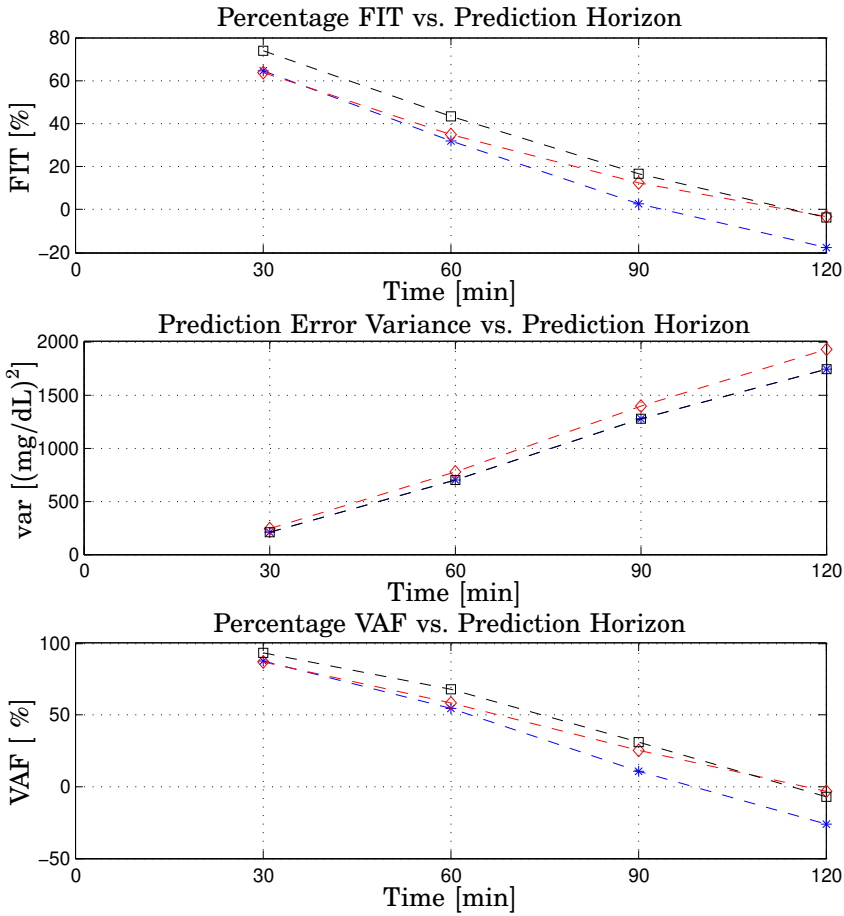 Percentage FIT vs. Prediction Horizon
80
60
40
20
0
−20
FIT [%]
0 30 60 90 120
Time [min]
Prediction Error Variance vs. Prediction Horizon
2000
1500
1000
500
0
var [(mg/dL)²]
0 30 60 90 120
Time [min]
Percentage VAF vs. Prediction Horizon
100
50
0
−50
VAF [ %]
0 30 60 90 120
Time [min]